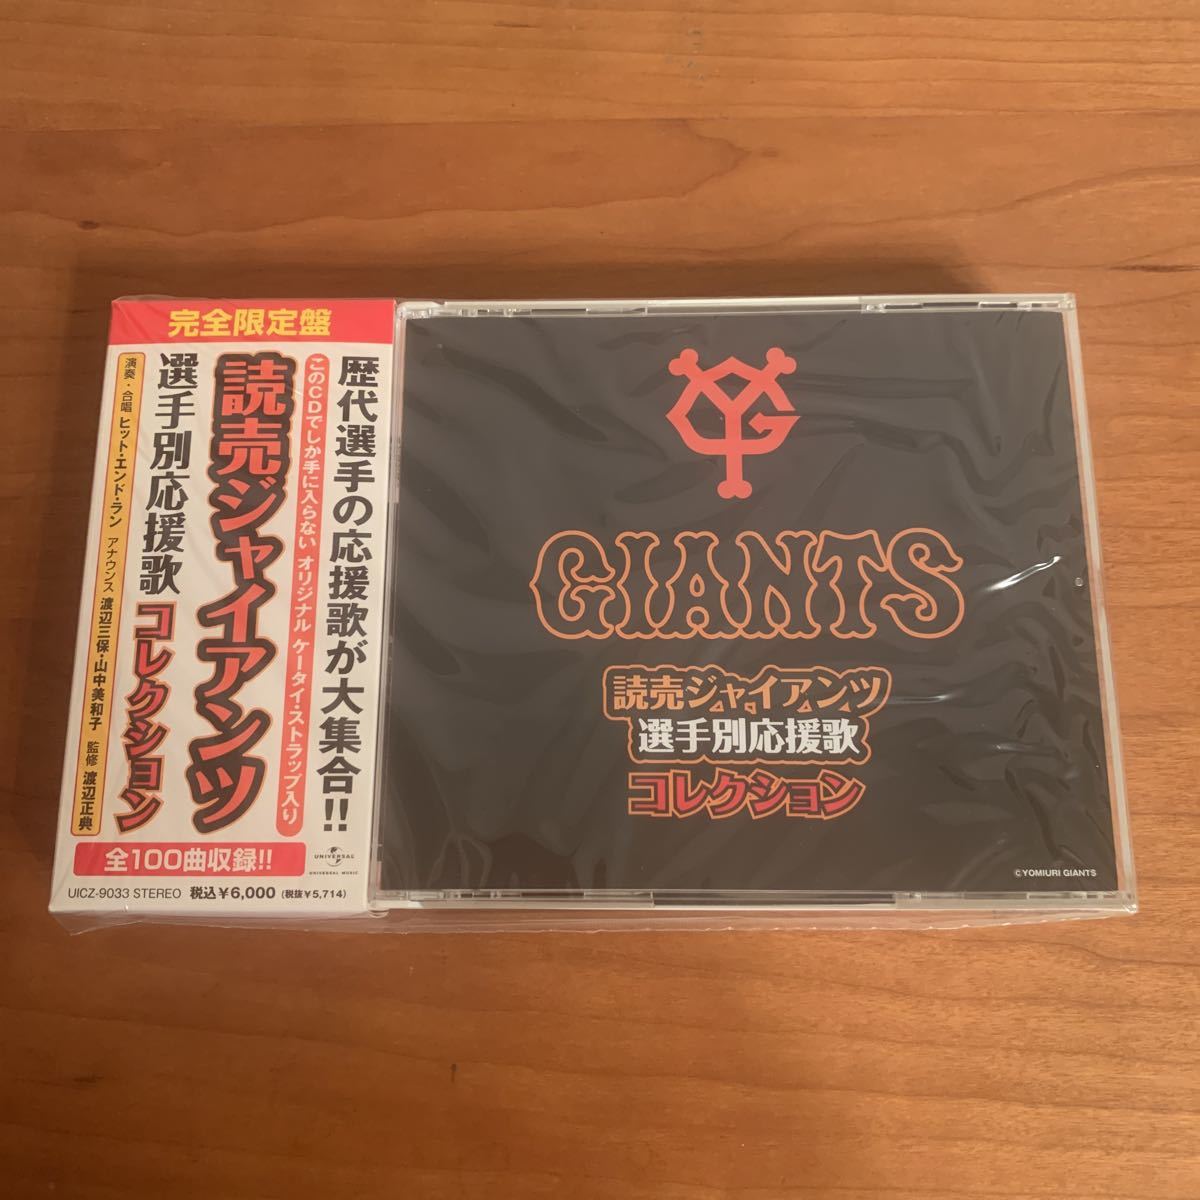 完全限定盤
歴代選手の応援歌が大集合!!
このCDでしか手に入らない オリジナル ケータイ・ストラップ入り
読売ジャイアンツ
選手別応援歌 コレクション
演奏・合唱 ヒット・エンド・ラン アナウンス 渡辺三保・山中美和子 監修 渡辺正典
全100曲収録!!
UNIVERSAL
UNIVERSAL MUSIC
UICZ-9033 STEREO 税込¥6,000 (税抜¥5,714)
YG
GIANTS
読売ジャイアンツ
選手別応援歌
コレクション
©YOMIURI GIANTS